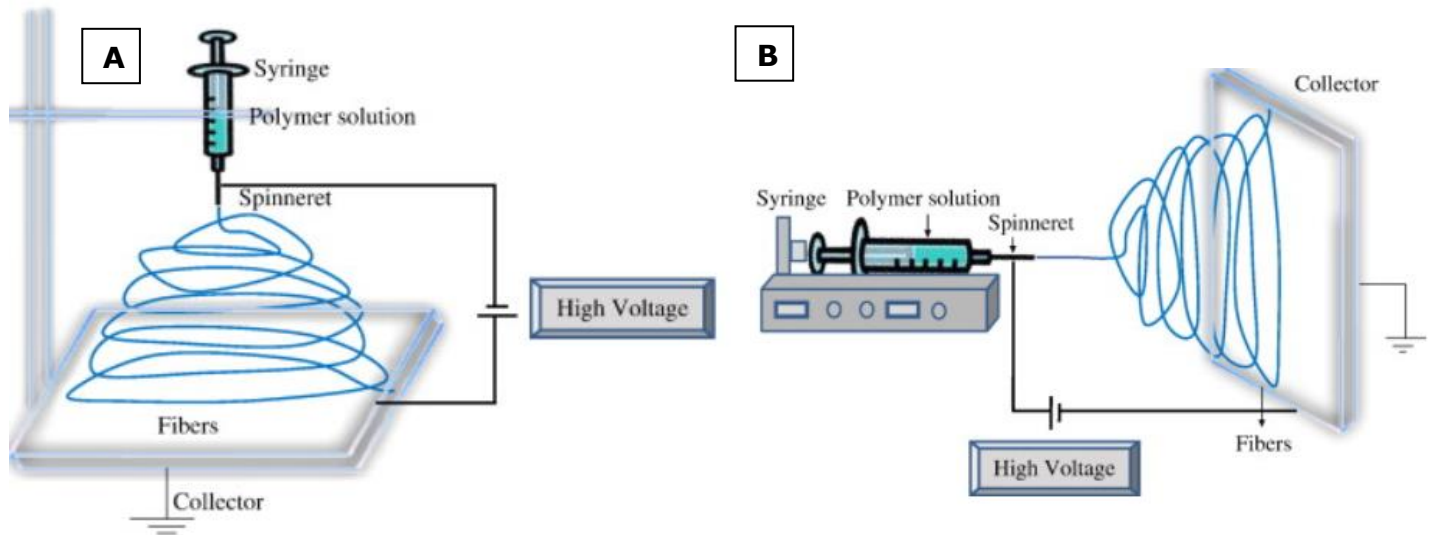 A
Syringe
Polymer solution
Spinneret
High Voltage
Fibers
Collector
B
Collector
Syringe
Polymer solution
Spinneret
Fibers
High Voltage